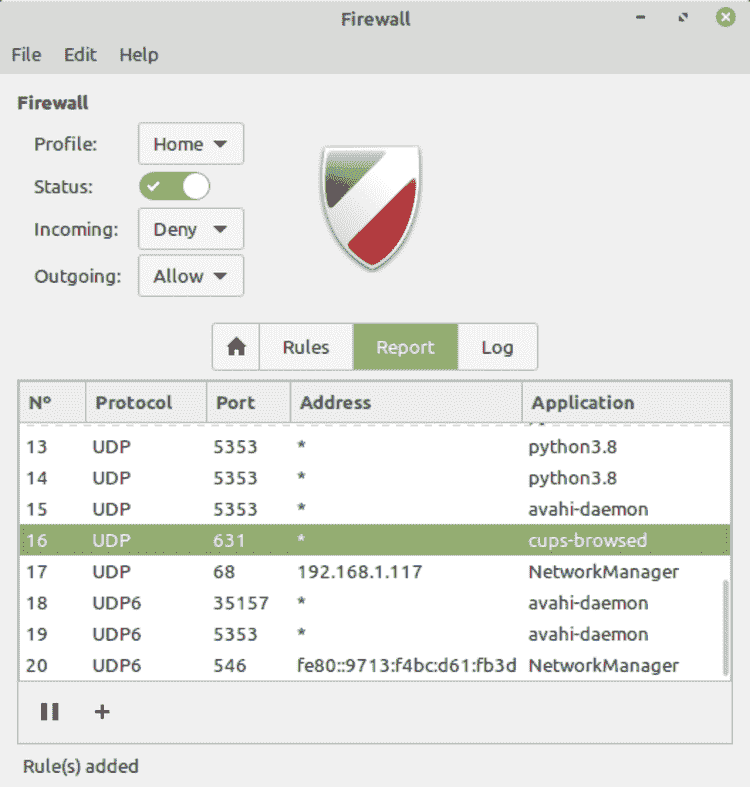 Firewall
File Edit Help
Firewall
Profile: Home
Status:
Incoming: Deny
Outgoing: Allow
Rules Report Log
Nº Protocol Port Address Application
13 UDP 5353 * python3.8
14 UDP 5353 * python3.8
15 UDP 5353 * avahi-daemon
16 UDP 631 * cups-browsed
17 UDP 68 192.168.1.117 NetworkManager
18 UDP6 35157 * avahi-daemon
19 UDP6 5353 * avahi-daemon
20 UDP6 546 fe80::9713:f4bc:d61:fb3d NetworkManager
Rule(s) added